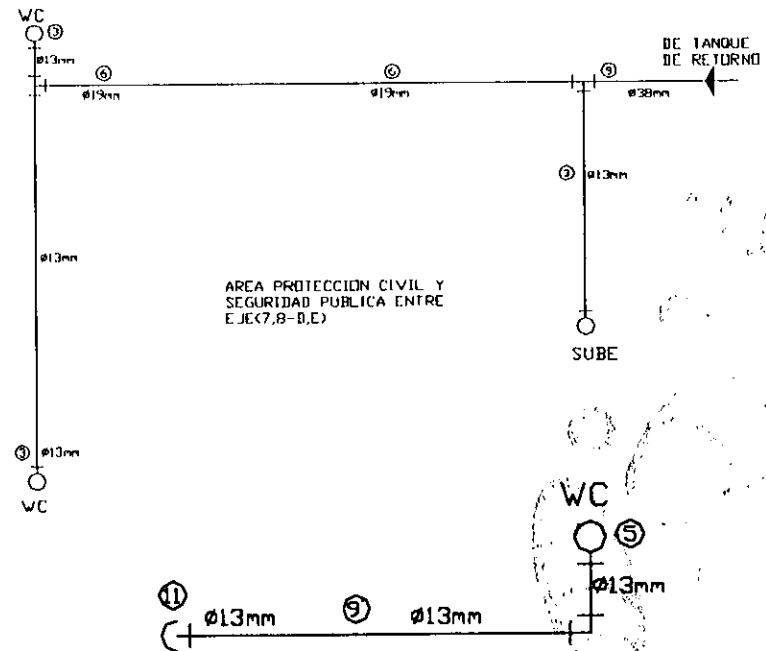 WC
③
ø13mm
⑥
ø19mm
⑥
ø19mm
⑨
DE TANQUE
DE RETORNO
ø38mm
③
ø13mm
ø13mm
AREA PROTECCION CIVIL Y
SEGURIDAD PUBLICA ENTRE
EJE(7,8-D,E)
SUBE
③
ø13mm
WC
WC
⑤
ø13mm
⑪
ø13mm
⑨
ø13mm